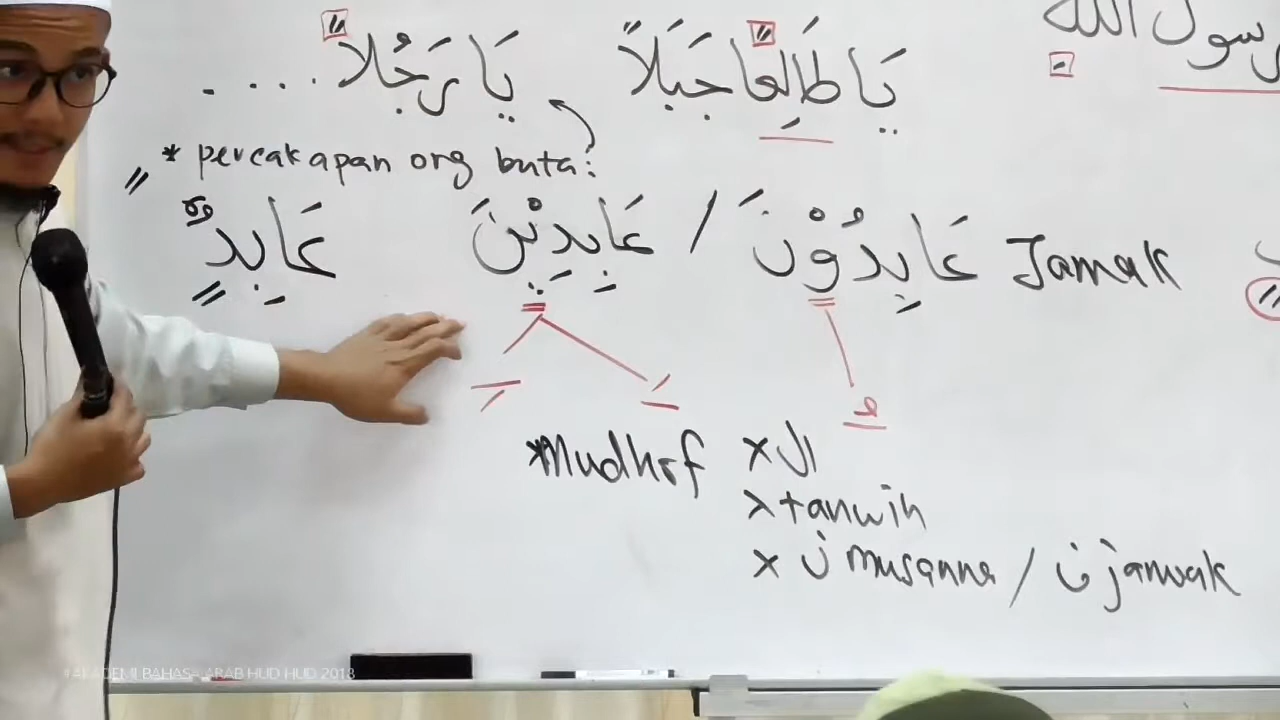 رسول الله
يَا طَالِعًا جَبَلًا يَا رَجُلًا ....
* percakapan org buta:
Jamak عَابِدُوْنَ / عَابِدِيْنَ عَابِد
*Mudhof x ال
x tanwin
x ن musanna / ن jamak
#AKADEMI BAHASA ARAB HUD HUD 2018